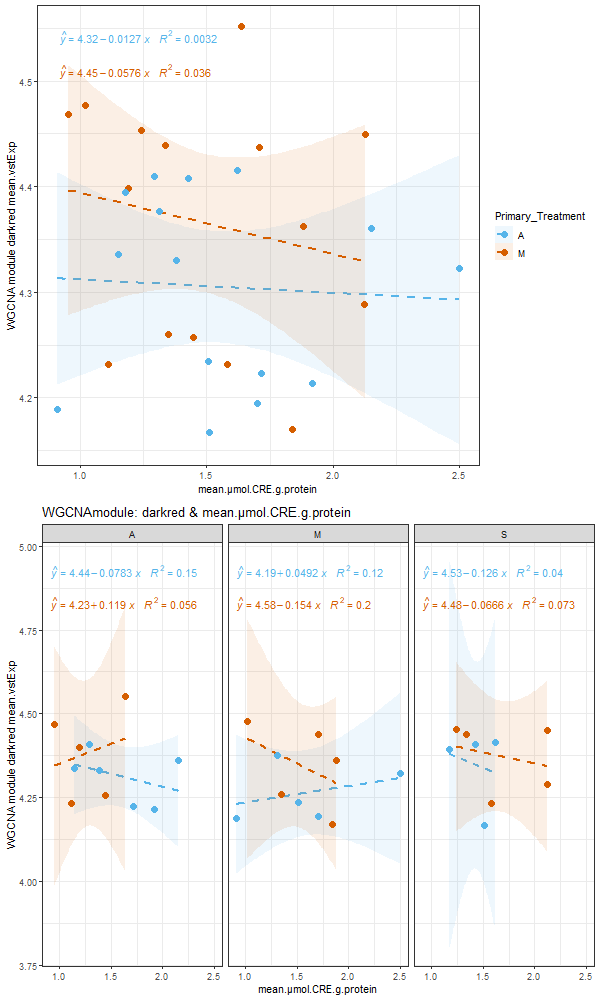 ŷ = 4.32 − 0.0127 x   R² = 0.0032
ŷ = 4.45 − 0.0576 x   R² = 0.036
4.5
4.4
4.3
4.2
WGCNA module darkred mean.vstExp
1.0 1.5 2.0 2.5
mean.µmol.CRE.g.protein
Primary_Treatment
A
M
WGCNAmodule: darkred & mean.µmol.CRE.g.protein
A M S
ŷ = 4.44 − 0.0783 x   R² = 0.15
ŷ = 4.23 + 0.119 x   R² = 0.056
ŷ = 4.19 + 0.0492 x   R² = 0.12
ŷ = 4.58 − 0.154 x   R² = 0.2
ŷ = 4.53 − 0.126 x   R² = 0.04
ŷ = 4.48 − 0.0666 x   R² = 0.073
5.00
4.75
4.50
4.25
4.00
3.75
WGCNA module darkred mean.vstExp
1.0 1.5 2.0 2.5 1.0 1.5 2.0 2.5 1.0 1.5 2.0 2.5
mean.µmol.CRE.g.protein